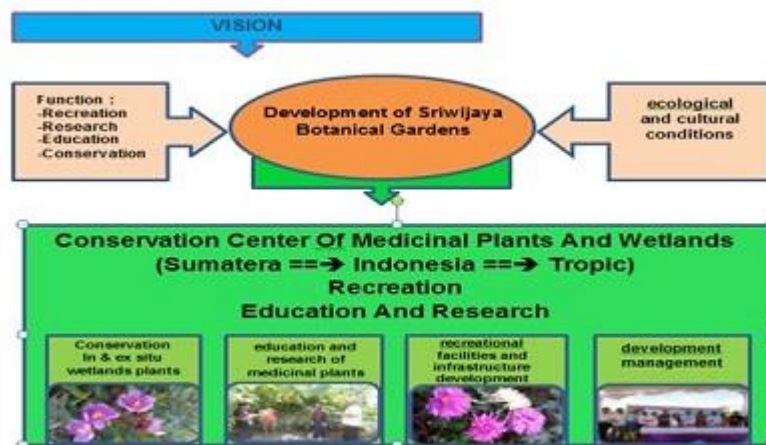 VISION
Function :
-Recreation
-Research
-Education
-Conservation
Development of Sriwijaya
Botanical Gardens
ecological
and cultural
conditions
Conservation Center Of Medicinal Plants And Wetlands
(Sumatera ==➔ Indonesia ==➔ Tropic)
Recreation
Education And Research
Conservation
In & ex situ
wetlands plants
education and
research of
medicinal plants
recreational
facilities and
infrastructure
development
development
management